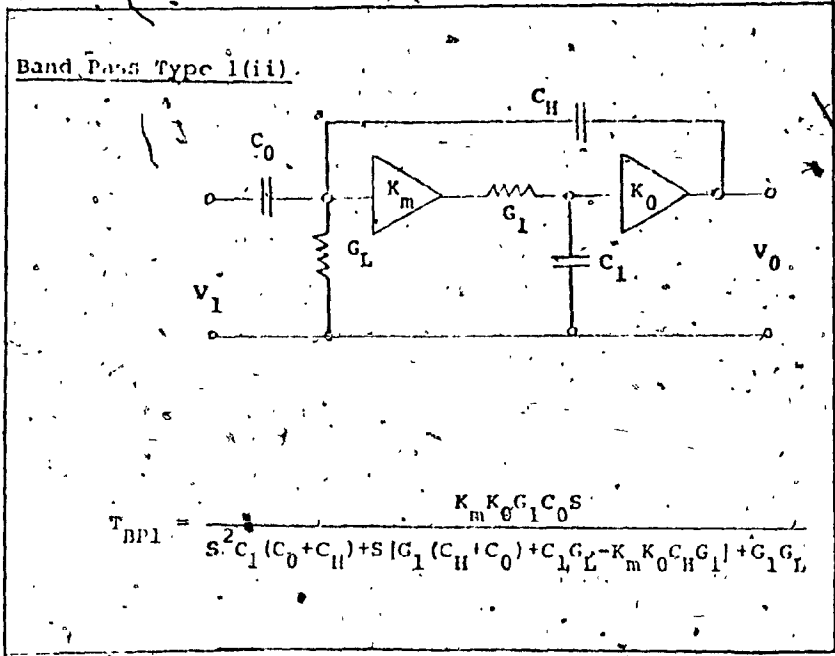 Band Pass Type 1(ii)
C_H
C_0
K_m
G_1
K_0
G_L
C_1
V_1
V_0
T_BP1 = K_m K_0 G_1 C_0 S
S^2 C_1 (C_0+C_H)+S [G_1 (C_H+C_0)+C_1 G_L-K_m K_0 C_H G_1]+G_1 G_L